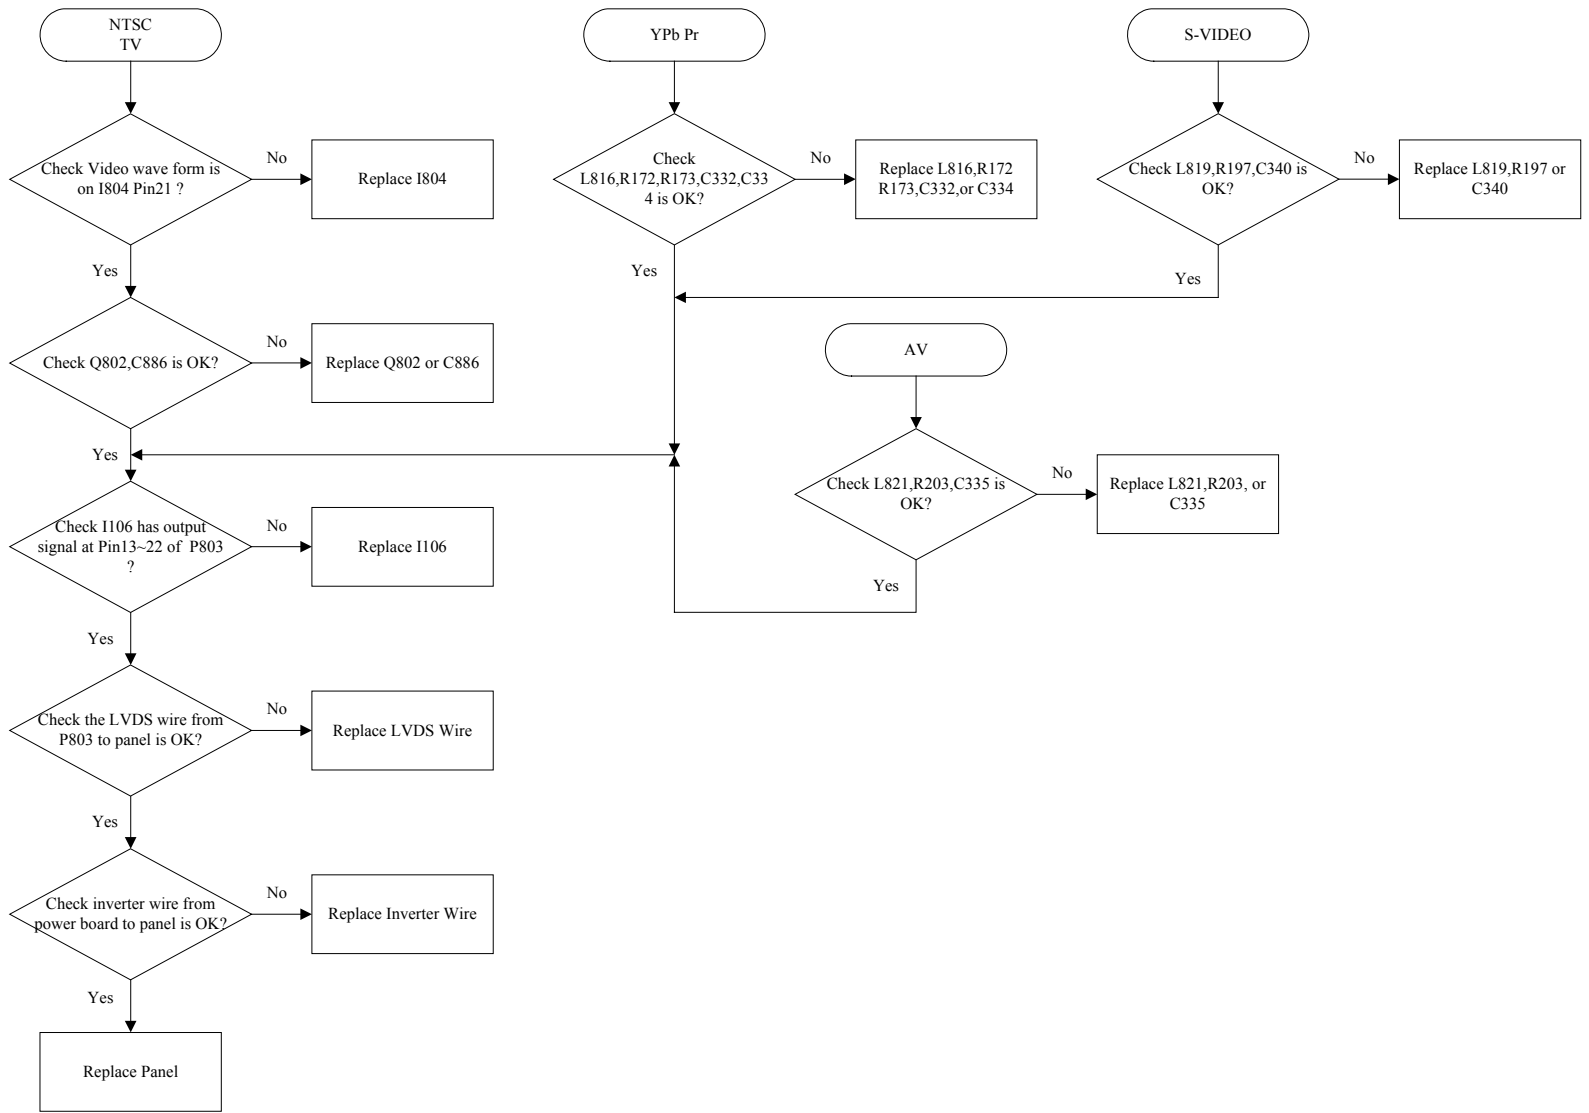 NTSC
TV
YPb Pr
S-VIDEO
Check Video wave form is
on I804 Pin21 ?
No
Replace I804
Check
L816,R172,R173,C332,C33
4 is OK?
No
Replace L816,R172
R173,C332,or C334
Check L819,R197,C340 is
OK?
No
Replace L819,R197 or
C340
Yes
Yes
Yes
Check Q802,C886 is OK?
No
Replace Q802 or C886
AV
Yes
Check L821,R203,C335 is
OK?
No
Replace L821,R203, or
C335
Check I106 has output
signal at Pin13~22 of P803
?
No
Replace I106
Yes
Yes
Check the LVDS wire from
P803 to panel is OK?
No
Replace LVDS Wire
Yes
Check inverter wire from
power board to panel is OK?
No
Replace Inverter Wire
Yes
Replace Panel